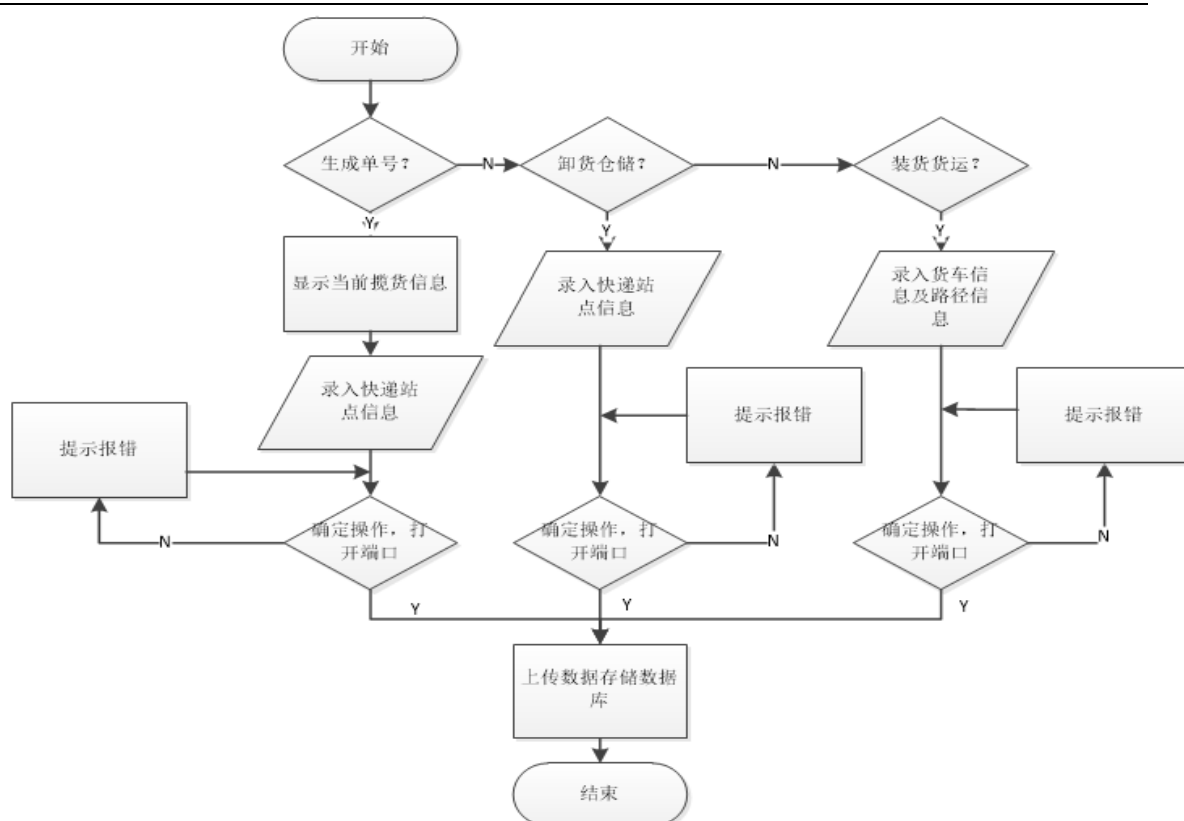 开始
生成单号?
N
卸货仓储?
N
装货货运?
Y
Y
Y
显示当前揽货信息
录入快递站
点信息
录入货车信
息及路径信
息
录入快递站
点信息
提示报错
提示报错
提示报错
确定操作，打
开端口
N
确定操作，打
开端口
N
确定操作，打
开端口
N
Y
Y
Y
上传数据存储数据
库
结束